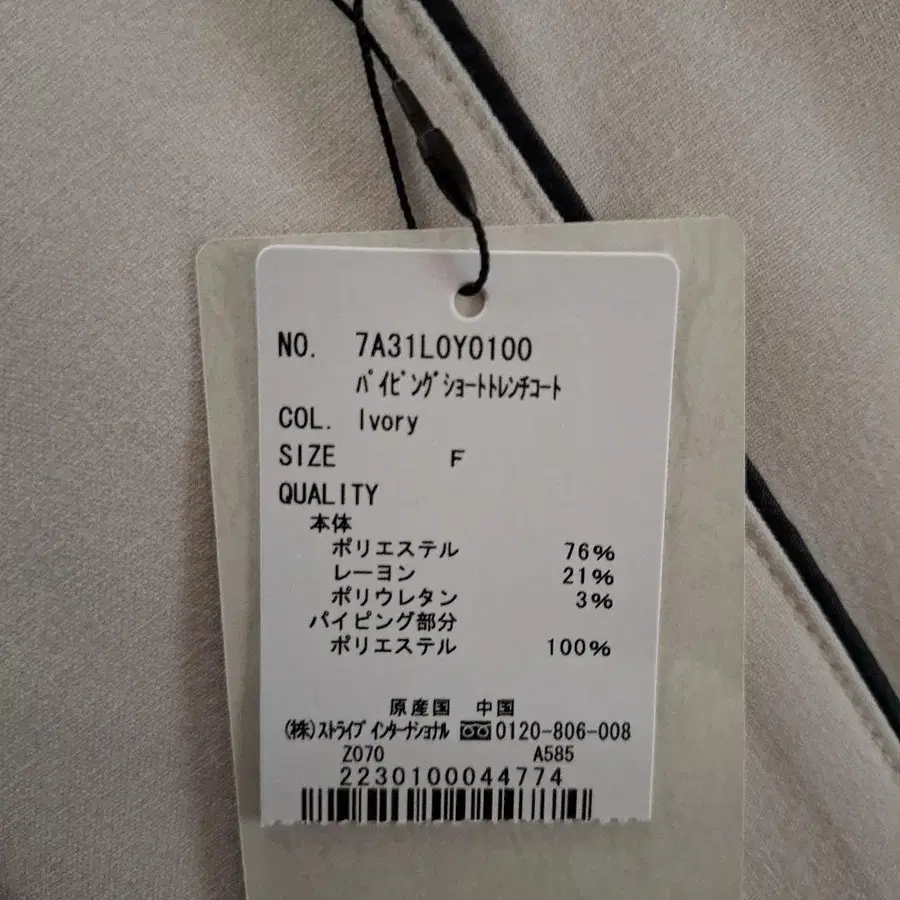 NO. 7A31L0Y0100
ﾊﾟｲﾋﾟﾝｸﾞｼｮｰﾄﾄﾚﾝﾁｺｰﾄ
COL. Ivory
SIZE F
QUALITY
本体
ポリエステル 76%
レーヨン 21%
ポリウレタン 3%
パイピング部分
ポリエステル 100%
原産国 中国
(株)ｽﾄﾗｲﾌﾟｲﾝﾀｰﾅｼｮﾅﾙ 0120-806-008
Z070 A585
2230100044774